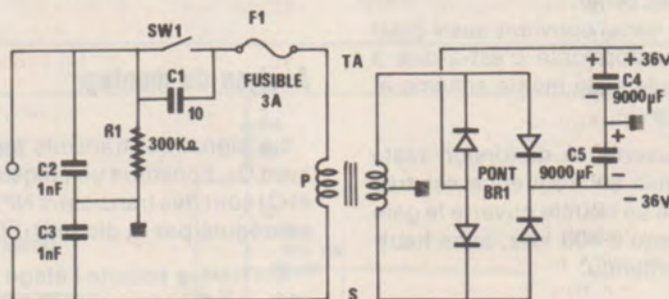 F1
SW1
C1
10
FUSIBLE
3A
TA
R1
300KΩ
C2
1nF
C3
1nF
P
S
PONT
BR1
+
36V
+
C4
9000µF
−
+
C5
9000µF
−
−
36V